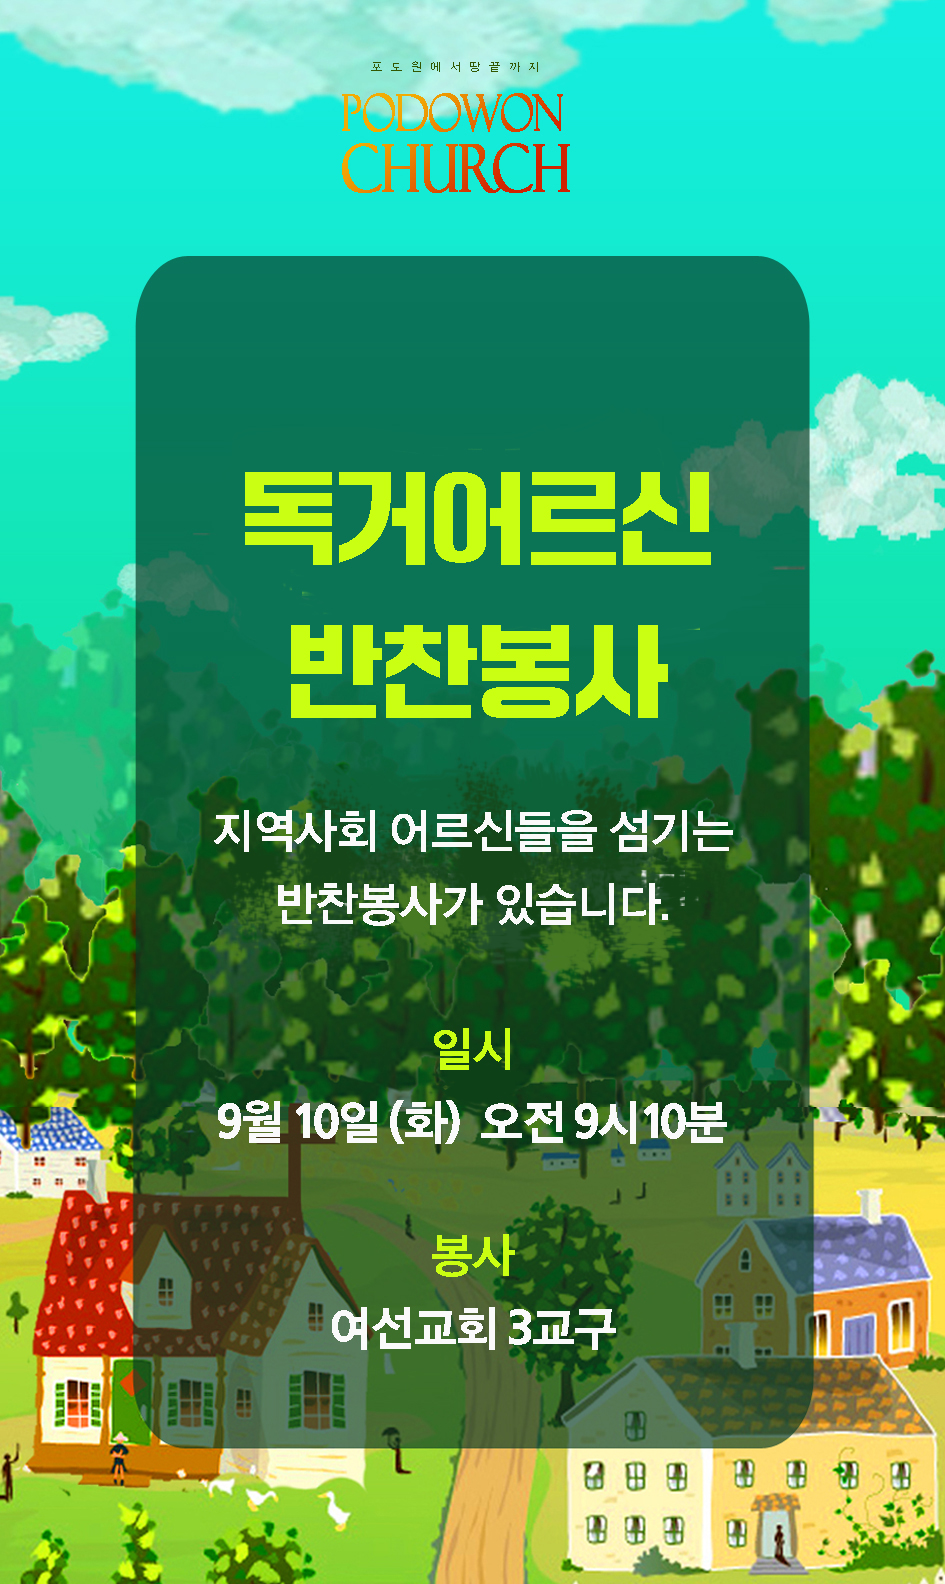 포도원에서땅끝까지
PODOWON
CHURCH
독거어르신
반찬봉사
지역사회 어르신들을 섬기는
반찬봉사가 있습니다.
일시
9월 10일 (화) 오전 9시10분
봉사
여선교회 3교구